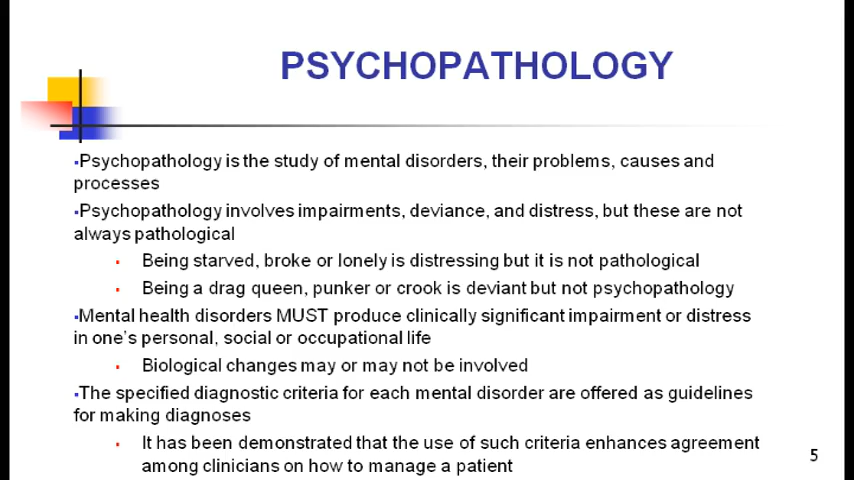 PSYCHOPATHOLOGY
▪Psychopathology is the study of mental disorders, their problems, causes and
processes
▪Psychopathology involves impairments, deviance, and distress, but these are not
always pathological
▪ Being starved, broke or lonely is distressing but it is not pathological
▪ Being a drag queen, punker or crook is deviant but not psychopathology
▪Mental health disorders MUST produce clinically significant impairment or distress
in one's personal, social or occupational life
▪ Biological changes may or may not be involved
▪The specified diagnostic criteria for each mental disorder are offered as guidelines
for making diagnoses
▪ It has been demonstrated that the use of such criteria enhances agreement
among clinicians on how to manage a patient
5